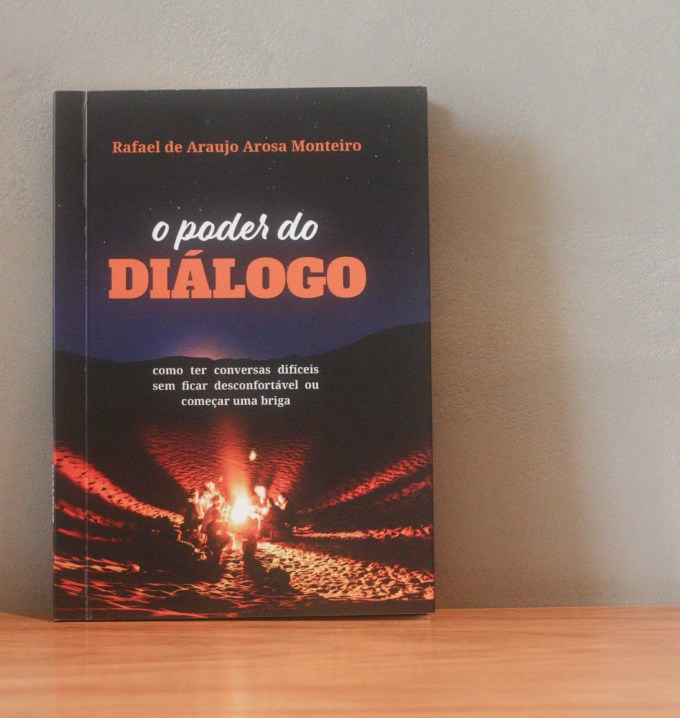 Rafael de Araujo Arosa Monteiro
o poder do
DIÁLOGO
como ter conversas difíceis
sem ficar desconfortável ou
começar uma briga